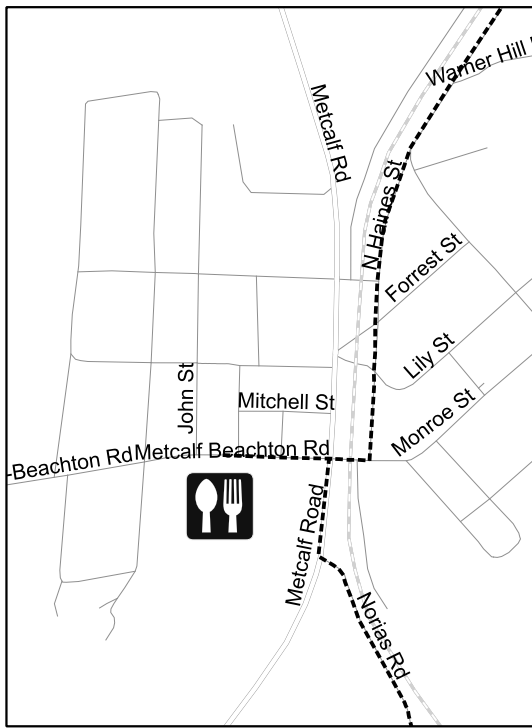 Warner Hill
Metcalf Rd
N Haines St
Forrest St
Lily St
John St
Mitchell St
Monroe St
-Beachton Rd
Metcalf Beachton Rd
Metcalf Road
Norias Rd